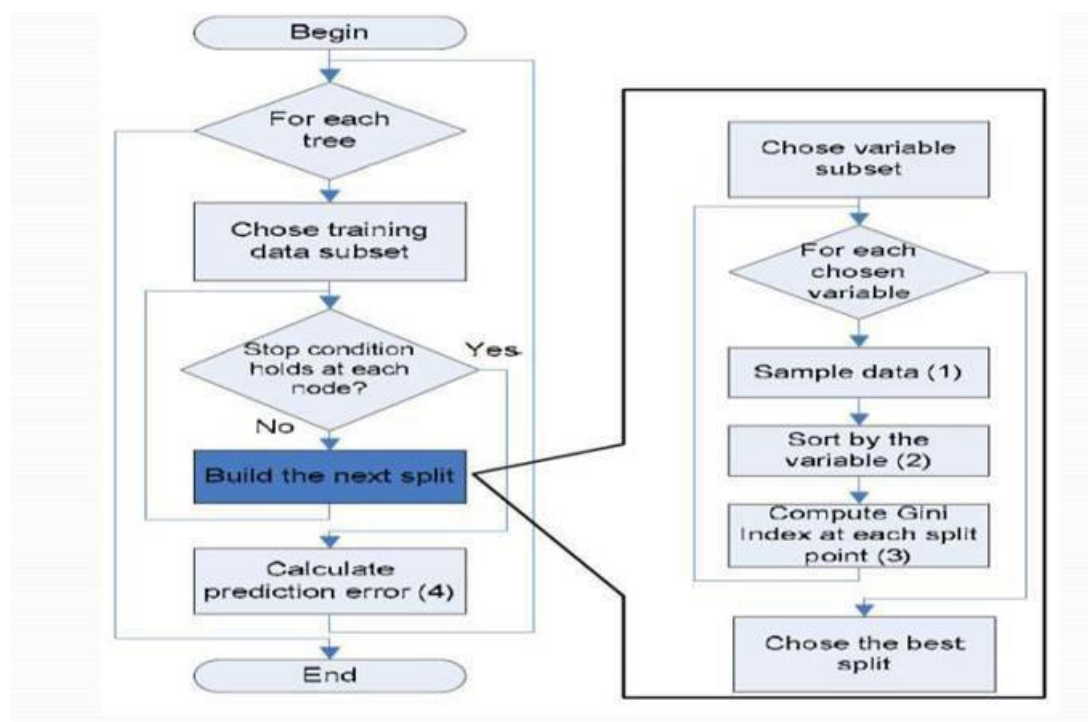 Begin
For each
tree
Chose training
data subset
Stop condition
holds at each
node?
Yes
No
Build the next split
Calculate
prediction error (4)
End
Chose variable
subset
For each
chosen
variable
Sample data (1)
Sort by the
variable (2)
Compute Gini
Index at each split
point (3)
Chose the best
split